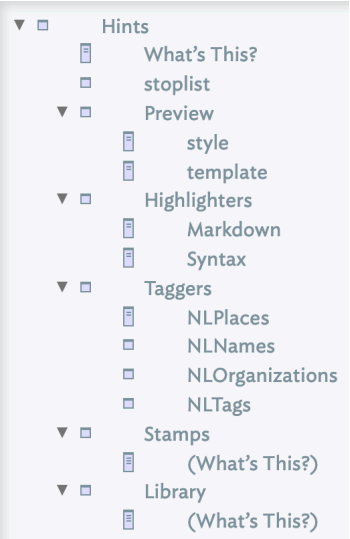 Hints
What's This?
stoplist
Preview
style
template
Highlighters
Markdown
Syntax
Taggers
NLPlaces
NLNames
NLOrganizations
NLTags
Stamps
(What's This?)
Library
(What's This?)